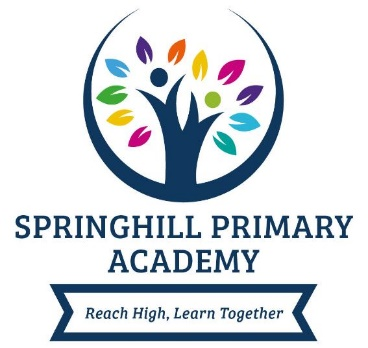 SPRINGHILL PRIMARY
ACADEMY
Reach High, Learn Together